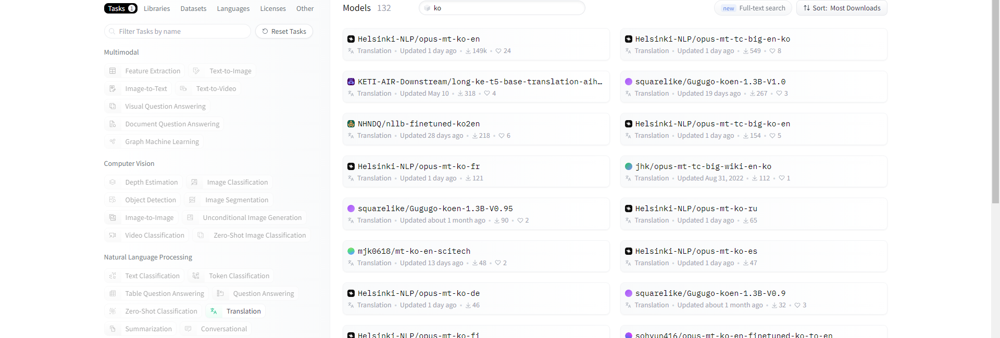 Tasks 1 Libraries Datasets Languages Licenses Other
Filter Tasks by name Reset Tasks
Multimodal
Feature Extraction Text-to-Image
Image-to-Text Text-to-Video
Visual Question Answering
Document Question Answering
Graph Machine Learning
Computer Vision
Depth Estimation Image Classification
Object Detection Image Segmentation
Image-to-Image Unconditional Image Generation
Video Classification Zero-Shot Image Classification
Natural Language Processing
Text Classification Token Classification
Table Question Answering Question Answering
Zero-Shot Classification Translation
Summarization Conversational
Models 132 ko new Full-text search Sort: Most Downloads
Helsinki-NLP/opus-mt-ko-en
Translation • Updated 1 day ago • 149k • 24
Helsinki-NLP/opus-mt-tc-big-en-ko
Translation • Updated 1 day ago • 549 • 8
KETI-AIR-Downstream/long-ke-t5-base-translation-aih…
Translation • Updated May 10 • 318 • 4
squarelike/Gugugo-koen-1.3B-V1.0
Translation • Updated 19 days ago • 267 • 3
NHNDQ/nllb-finetuned-ko2en
Translation • Updated 28 days ago • 218 • 6
Helsinki-NLP/opus-mt-tc-big-ko-en
Translation • Updated 1 day ago • 154 • 5
Helsinki-NLP/opus-mt-ko-fr
Translation • Updated 1 day ago • 121
jhk/opus-mt-tc-big-wiki-en-ko
Translation • Updated Aug 31, 2022 • 112 • 1
squarelike/Gugugo-koen-1.3B-V0.95
Translation • Updated about 1 month ago • 90 • 2
Helsinki-NLP/opus-mt-ko-ru
Translation • Updated 1 day ago • 65
mjk0618/mt-ko-en-scitech
Translation • Updated 13 days ago • 48 • 2
Helsinki-NLP/opus-mt-ko-es
Translation • Updated 1 day ago • 47
Helsinki-NLP/opus-mt-ko-de
Translation • Updated 1 day ago • 46
squarelike/Gugugo-koen-1.3B-V0.9
Translation • Updated about 1 month ago • 32 • 3
Helsinki-NLP/opus-mt-ko-fi
sohyun416/opus-mt-ko-en-finetuned-ko-to-en